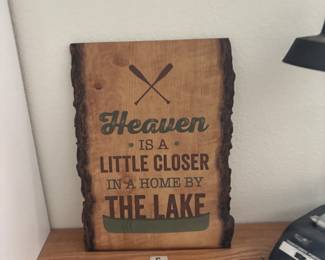 Heaven
IS A
LITTLE CLOSER
IN A HOME BY
THE LAKE